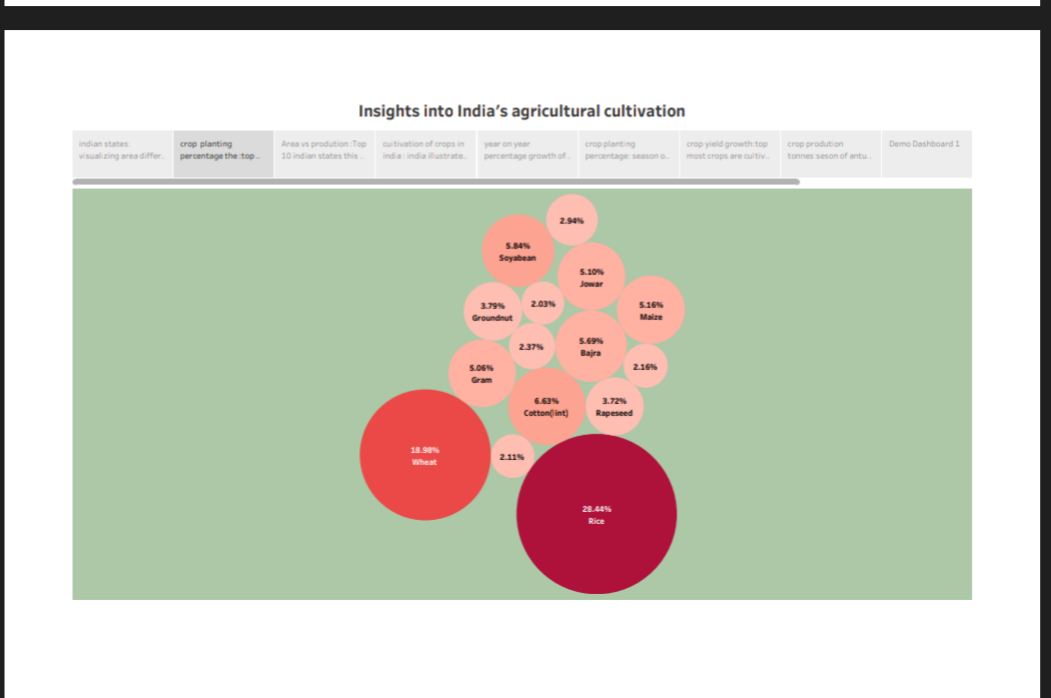 Insights into India's agricultural cultivation
indian states:
visualizing area differ..
crop planting
percentage the :top ..
Area vs prodution :Top
10 indian states this ..
cultivation of crops in
india : india illustrate..
year on year
percentage growth of ..
crop planting
percentage: season o..
crop yield growth:top
most crops are cultiv..
crop prodution
tonnes :seson of antu..
Demo Dashboard 1
2.94%
5.84%
Soyabean
5.10%
Jowar
3.79%
Groundnut
2.03%
5.16%
Maize
2.37%
5.69%
Bajra
2.16%
5.06%
Gram
6.63%
Cotton(lint)
3.72%
Rapeseed
18.98%
Wheat
2.11%
28.44%
Rice